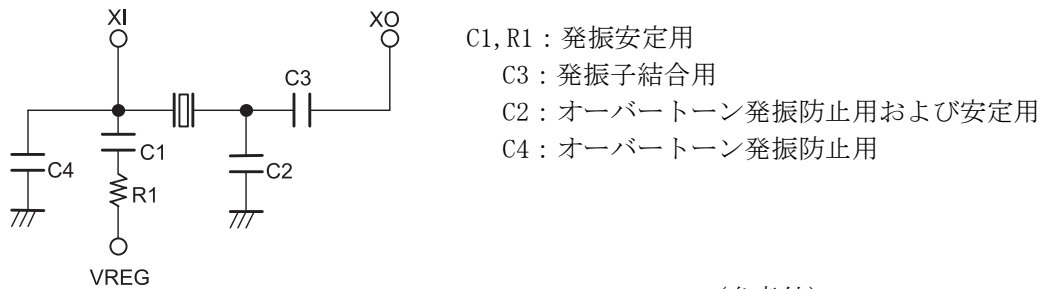 XI
XO
C1,R1：発振安定用
C3
C3：発振子結合用
C2：オーバートーン発振防止用および安定用
C1
C4：オーバートーン発振防止用
C4
C2
R1
VREG